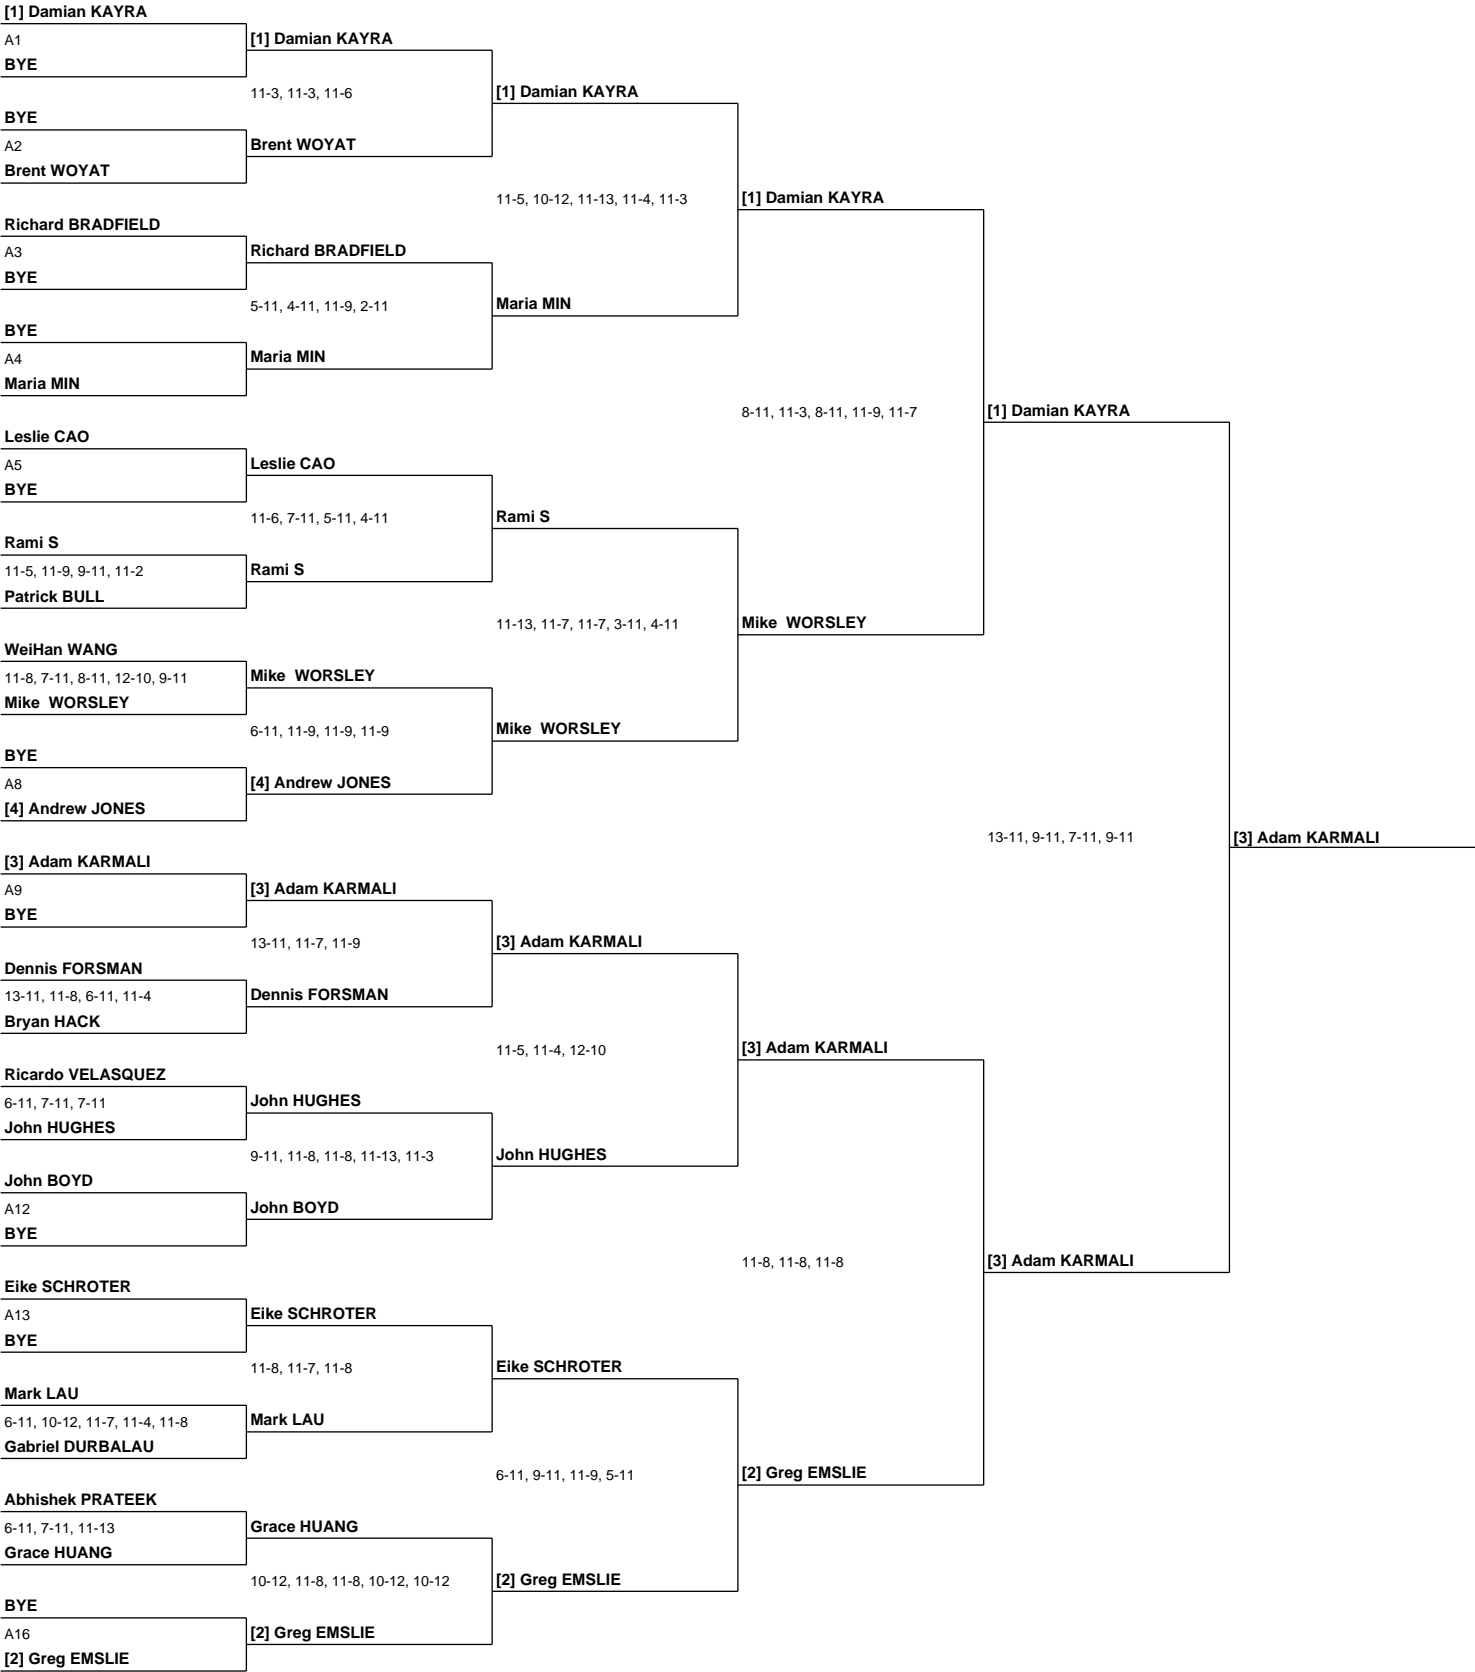 [1] Damian KAYRA
A1
BYE
BYE
A2
Brent WOYAT
Richard BRADFIELD
A3
BYE
BYE
A4
Maria MIN
Leslie CAO
A5
BYE
Rami S
11-5, 11-9, 9-11, 11-2
Patrick BULL
WeiHan WANG
11-8, 7-11, 8-11, 12-10, 9-11
Mike  WORSLEY
BYE
A8
[4] Andrew JONES
[3] Adam KARMALI
A9
BYE
Dennis FORSMAN
13-11, 11-8, 6-11, 11-4
Bryan HACK
Ricardo VELASQUEZ
6-11, 7-11, 7-11
John HUGHES
John BOYD
A12
BYE
Eike SCHROTER
A13
BYE
Mark LAU
6-11, 10-12, 11-7, 11-4, 11-8
Gabriel DURBALAU
Abhishek PRATEEK
6-11, 7-11, 11-13
Grace HUANG
BYE
A16
[2] Greg EMSLIE
[1] Damian KAYRA
11-3, 11-3, 11-6
Brent WOYAT
Richard BRADFIELD
5-11, 4-11, 11-9, 2-11
Maria MIN
Leslie CAO
11-6, 7-11, 5-11, 4-11
Rami S
Mike  WORSLEY
6-11, 11-9, 11-9, 11-9
[4] Andrew JONES
[3] Adam KARMALI
13-11, 11-7, 11-9
Dennis FORSMAN
John HUGHES
9-11, 11-8, 11-8, 11-13, 11-3
John BOYD
Eike SCHROTER
11-8, 11-7, 11-8
Mark LAU
Grace HUANG
10-12, 11-8, 11-8, 10-12, 10-12
[2] Greg EMSLIE
[1] Damian KAYRA
11-5, 10-12, 11-13, 11-4, 11-3
Maria MIN
Rami S
11-13, 11-7, 11-7, 3-11, 4-11
Mike  WORSLEY
[3] Adam KARMALI
11-5, 11-4, 12-10
John HUGHES
Eike SCHROTER
6-11, 9-11, 11-9, 5-11
[2] Greg EMSLIE
[1] Damian KAYRA
8-11, 11-3, 8-11, 11-9, 11-7
Mike  WORSLEY
[3] Adam KARMALI
11-8, 11-8, 11-8
[2] Greg EMSLIE
[1] Damian KAYRA
13-11, 9-11, 7-11, 9-11
[3] Adam KARMALI
[3] Adam KARMALI